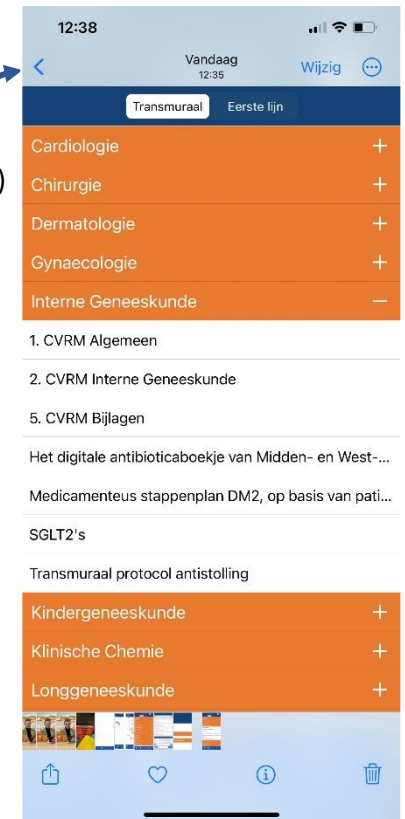 12:38
Vandaag
12:35
Wijzig
Transmuraal Eerste lijn
)
Cardiologie +
Chirurgie +
Dermatologie +
Gynaecologie +
Interne Geneeskunde –
1. CVRM Algemeen
2. CVRM Interne Geneeskunde
5. CVRM Bijlagen
Het digitale antibioticaboekje van Midden- en West-...
Medicamenteus stappenplan DM2, op basis van pati...
SGLT2's
Transmuraal protocol antistolling
Kindergeneeskunde +
Klinische Chemie +
Longgeneeskunde +